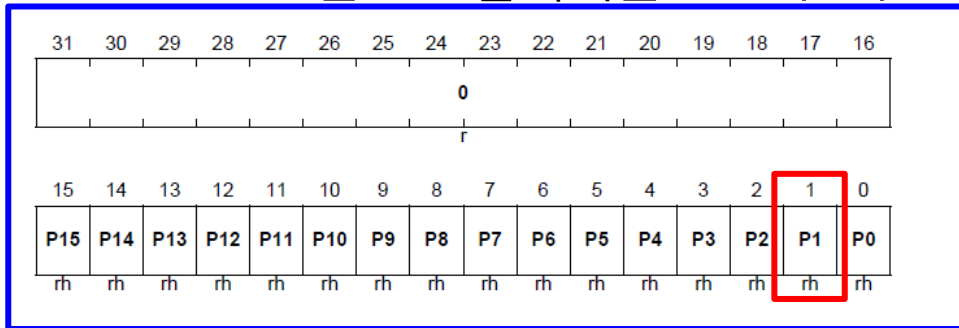 31 30 29 28 27 26 25 24 23 22 21 20 19 18 17 16
0
r
15 14 13 12 11 10 9 8 7 6 5 4 3 2 1 0
P15 P14 P13 P12 P11 P10 P9 P8 P7 P6 P5 P4 P3 P2 P1 P0
rh rh rh rh rh rh rh rh rh rh rh rh rh rh rh rh